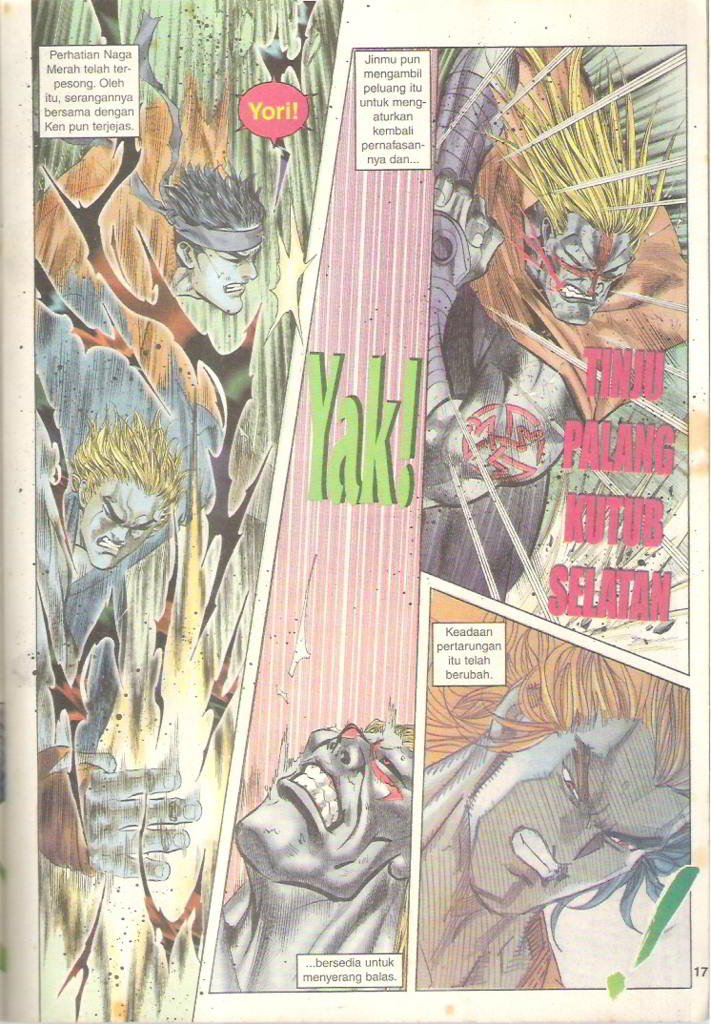 Perhatian Naga
Merah telah ter-
pesong. Oleh
itu, serangannya
bersama dengan
Ken pun terjejas.
Yori!
Jinmu pun
mengambil
peluang itu
untuk meng-
aturkan
kembali
pernafasan-
nya dan...
Yak!
...bersedia untuk
menyerang balas.
TINJU
PALANG
KUTUB
SELATAN
Keadaan
pertarungan
itu telah
berubah.
17